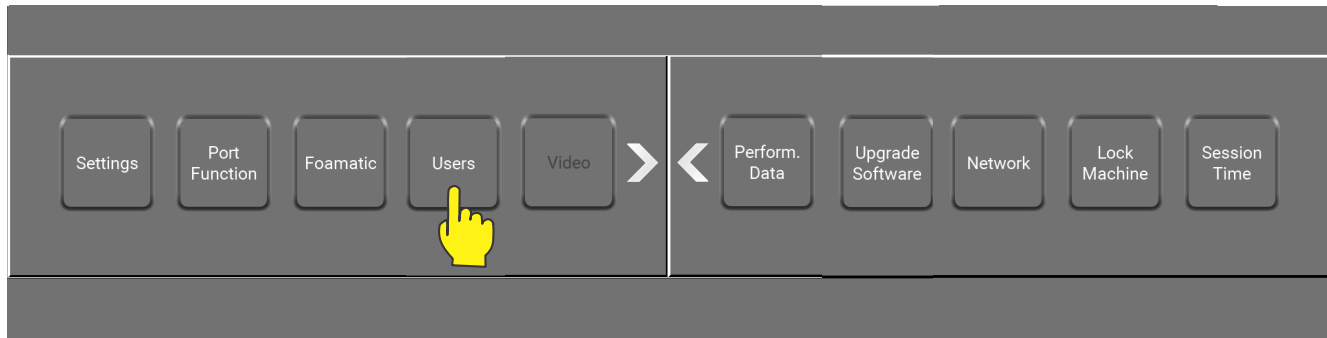 Settings
Port
Function
Foamatic
Users
Video
Perform.
Data
Upgrade
Software
Network
Lock
Machine
Session
Time